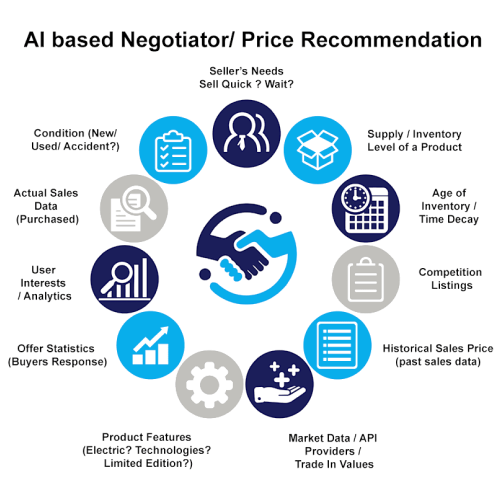 AI based Negotiator/ Price Recommendation
Seller's Needs
Sell Quick ? Wait?
Supply / Inventory
Level of a Product
Age of
Inventory /
Time Decay
Competition
Listings
Historical Sales Price
(past sales data)
Market Data / API
Providers /
Trade In Values
Product Features
(Electric? Technologies?
Limited Edition?)
Offer Statistics
(Buyers Response)
User
Interests
/ Analytics
Actual Sales
Data
(Purchased)
Condition (New/
Used/ Accident?)